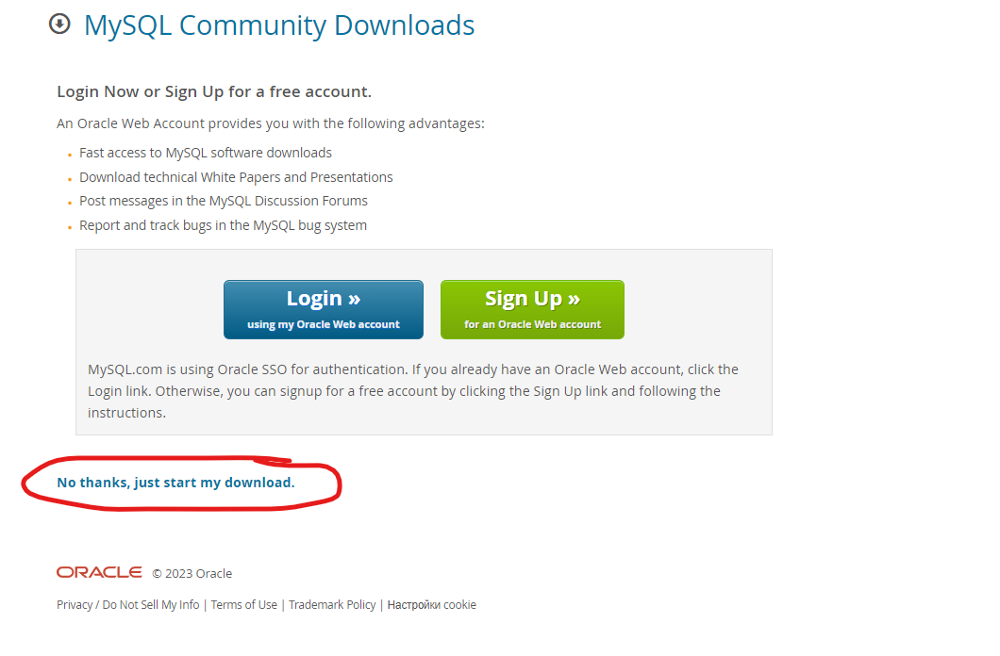 MySQL Community Downloads
Login Now or Sign Up for a free account.
An Oracle Web Account provides you with the following advantages:
Fast access to MySQL software downloads
Download technical White Papers and Presentations
Post messages in the MySQL Discussion Forums
Report and track bugs in the MySQL bug system
Login »
using my Oracle Web account
Sign Up »
for an Oracle Web account
MySQL.com is using Oracle SSO for authentication. If you already have an Oracle Web account, click the
Login link. Otherwise, you can signup for a free account by clicking the Sign Up link and following the
instructions.
No thanks, just start my download.
ORACLE © 2023 Oracle
Privacy / Do Not Sell My Info | Terms of Use | Trademark Policy | Настройки cookie